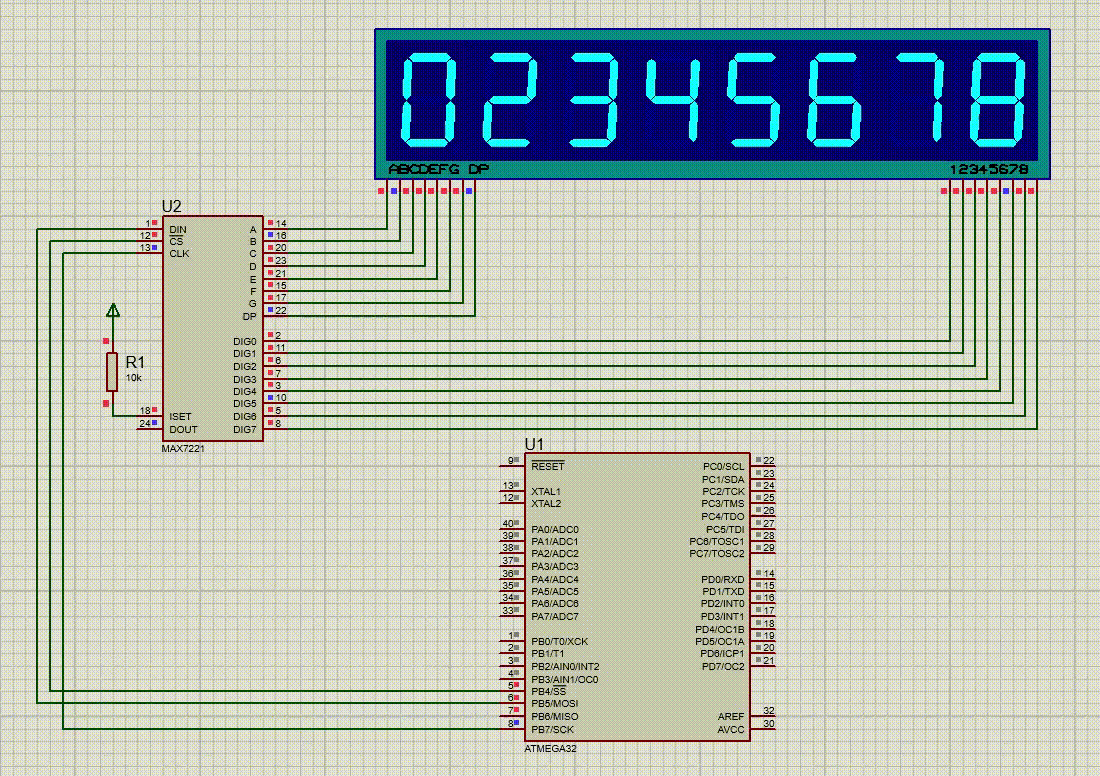 02345678
ABCDEFG DP 12345678
U2
1 DIN A 14
12 CS B 16
13 CLK C 20
D 23
E 21
F 15
G 17
DP 22
DIG0 2
DIG1 11
DIG2 6
DIG3 7
DIG4 3
DIG5 10
18 ISET DIG6 5
24 DOUT DIG7 8
MAX7221
R1
10k
U1
9 RESET PC0/SCL 22
PC1/SDA 23
13 XTAL1 PC2/TCK 24
12 XTAL2 PC3/TMS 25
PC4/TDO 26
40 PA0/ADC0 PC5/TDI 27
39 PA1/ADC1 PC6/TOSC1 28
38 PA2/ADC2 PC7/TOSC2 29
37 PA3/ADC3
36 PA4/ADC4 PD0/RXD 14
35 PA5/ADC5 PD1/TXD 15
34 PA6/ADC6 PD2/INT0 16
33 PA7/ADC7 PD3/INT1 17
PD4/OC1B 18
1 PB0/T0/XCK PD5/OC1A 19
2 PB1/T1 PD6/ICP1 20
3 PB2/AIN0/INT2 PD7/OC2 21
4 PB3/AIN1/OC0
5 PB4/SS
6 PB5/MOSI
7 PB6/MISO AREF 32
8 PB7/SCK AVCC 30
ATMEGA32